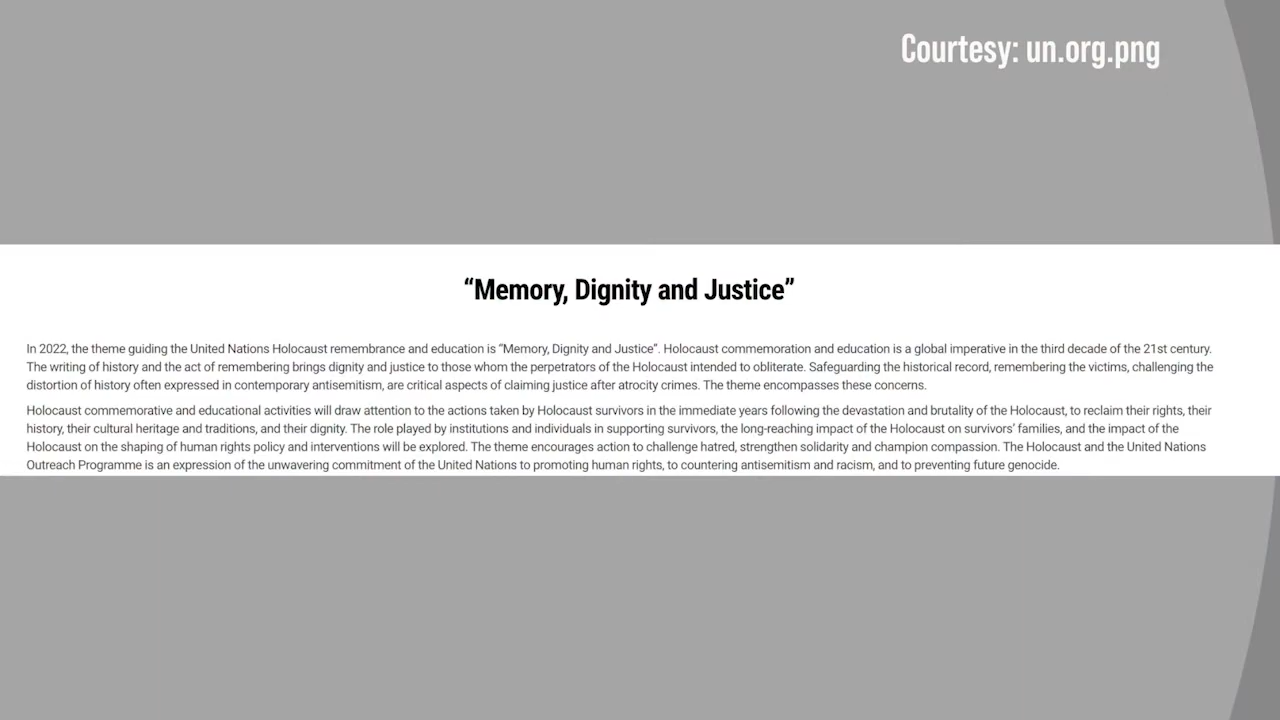 Courtesy: un.org.png
“Memory, Dignity and Justice”
In 2022, the theme guiding the United Nations Holocaust remembrance and education is “Memory, Dignity and Justice”. Holocaust commemoration and education is a global imperative in the third decade of the 21st century.
The writing of history and the act of remembering brings dignity and justice to those whom the perpetrators of the Holocaust intended to obliterate. Safeguarding the historical record, remembering the victims, challenging the
distortion of history often expressed in contemporary antisemitism, are critical aspects of claiming justice after atrocity crimes. The theme encompasses these concerns.
Holocaust commemorative and educational activities will draw attention to the actions taken by Holocaust survivors in the immediate years following the devastation and brutality of the Holocaust, to reclaim their rights, their
history, their cultural heritage and traditions, and their dignity. The role played by institutions and individuals in supporting survivors, the long-reaching impact of the Holocaust on survivors’ families, and the impact of the
Holocaust on the shaping of human rights policy and interventions will be explored. The theme encourages action to challenge hatred, strengthen solidarity and champion compassion. The Holocaust and the United Nations
Outreach Programme is an expression of the unwavering commitment of the United Nations to promoting human rights, to countering antisemitism and racism, and to preventing future genocide.